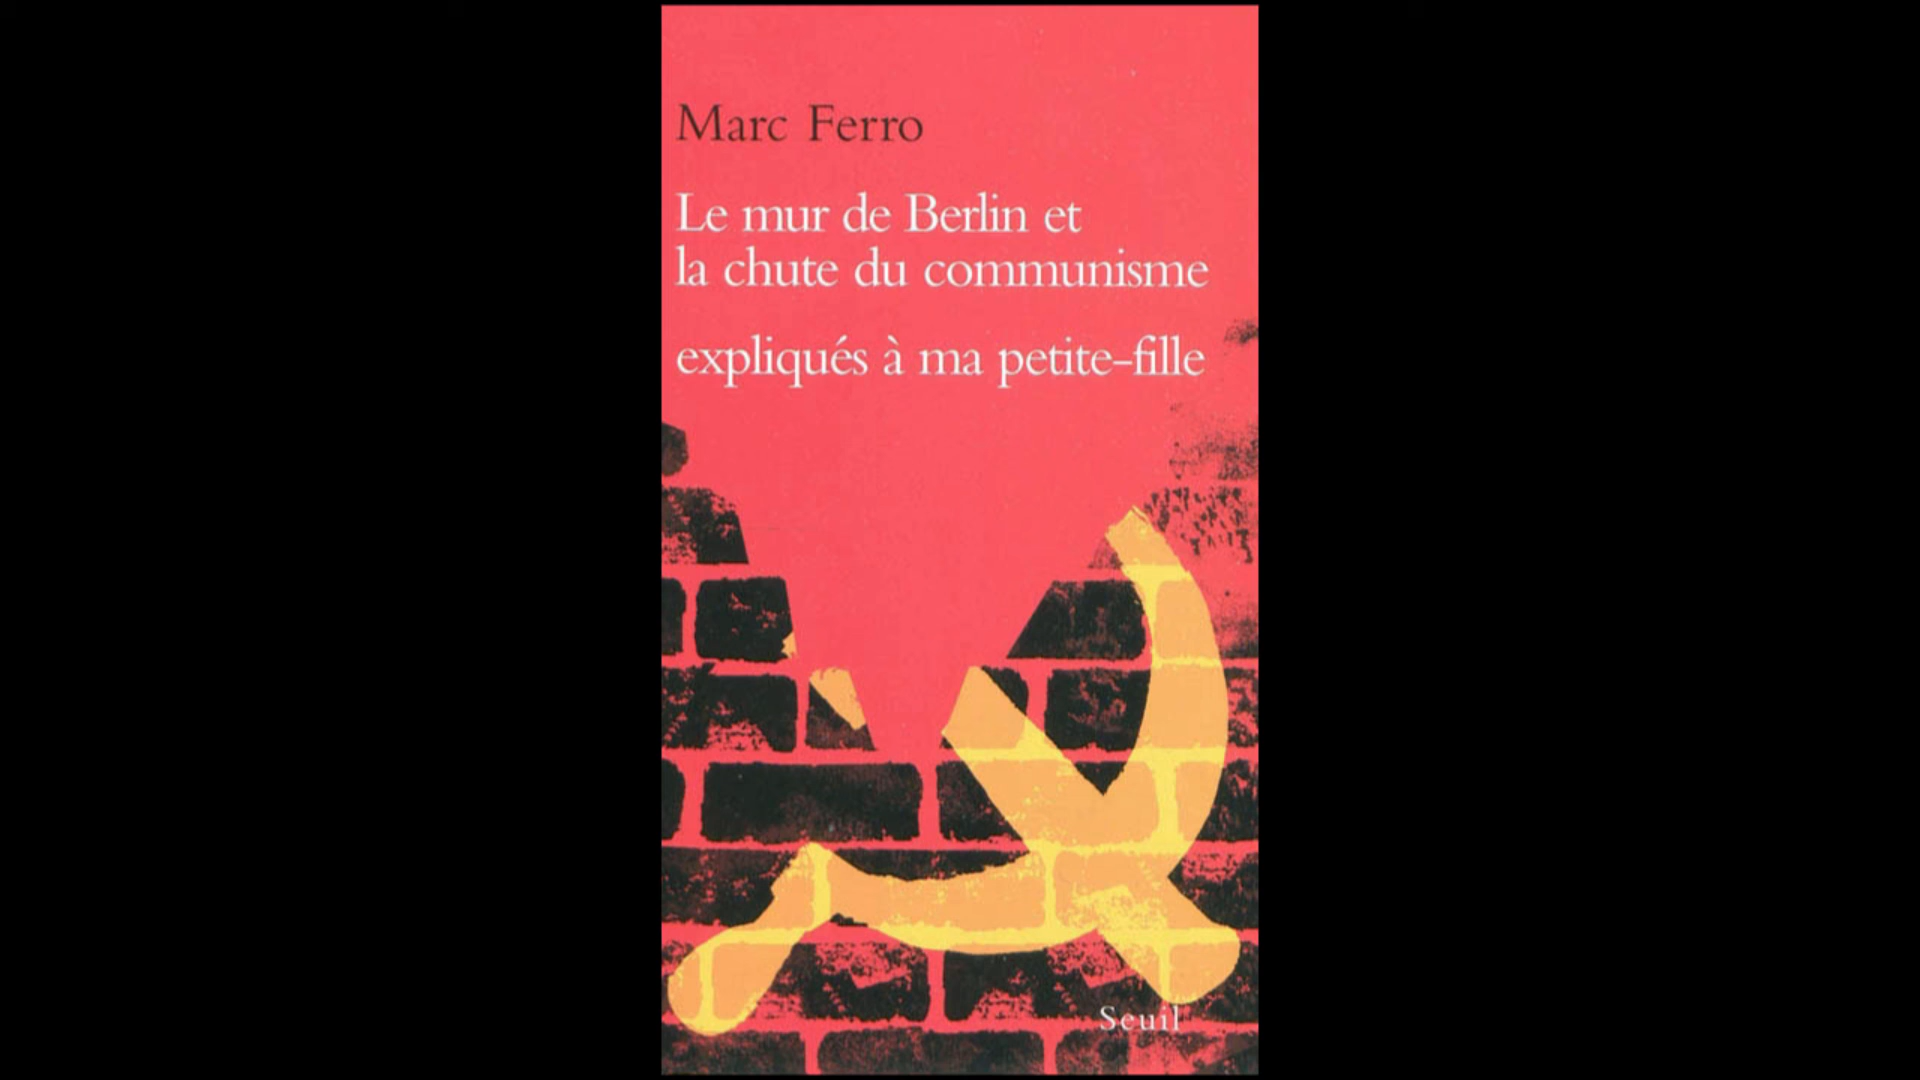 Marc Ferro
Le mur de Berlin et
la chute du communisme
expliqués à ma petite-fille
Seuil